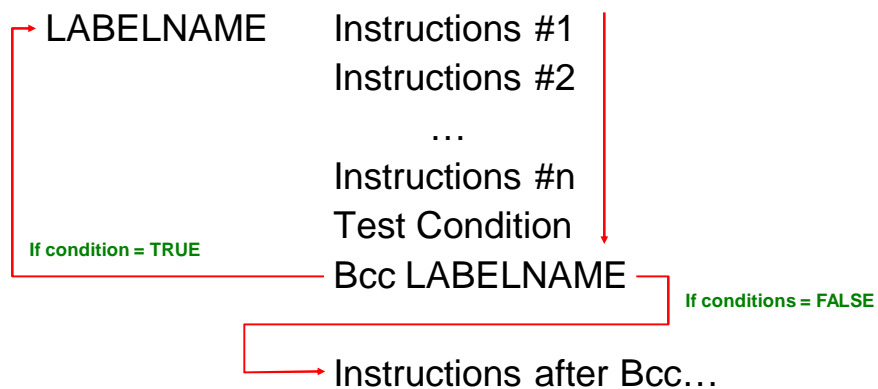 LABELNAME Instructions #1
Instructions #2
…
Instructions #n
Test Condition
If condition = TRUE
Bcc LABELNAME
If conditions = FALSE
Instructions after Bcc…